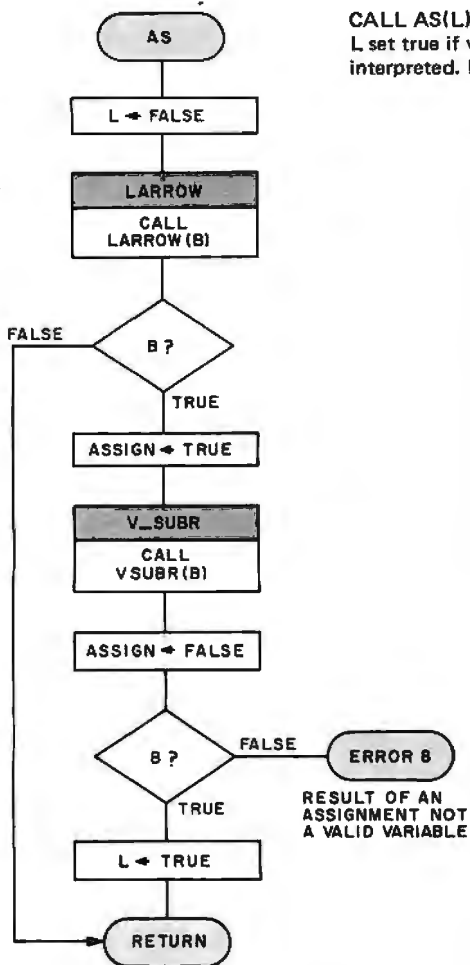 AS
CALL AS(L)
L set true if
interpreted.
L ← FALSE
LARROW
CALL
LARROW(B)
FALSE
B ?
TRUE
ASSIGN ← TRUE
V_SUBR
CALL
VSUBR(B)
ASSIGN ← FALSE
B ?
FALSE
ERROR 8
RESULT OF AN
ASSIGNMENT NOT
A VALID VARIABLE
TRUE
L ← TRUE
RETURN